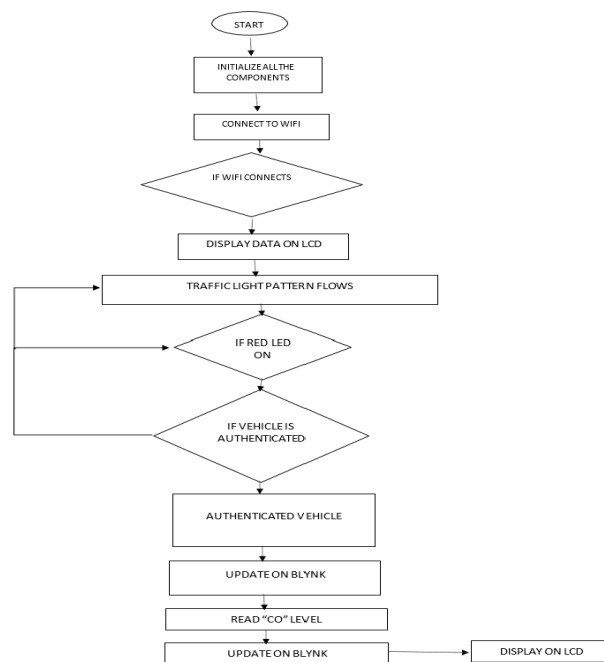 START
INITIALIZE ALL THE
COMPONENTS
CONNECT TO WIFI
IF WIFI CONNECTS
DISPLAY DATA ON LCD
TRAFFIC LIGHT PATTERN FLOWS
IF RED LED
ON
IF VEHICLE IS
AUTHENTICATED
AUTHENTICATED VEHICLE
UPDATE ON BLYNK
READ “CO” LEVEL
UPDATE ON BLYNK
DISPLAY ON LCD